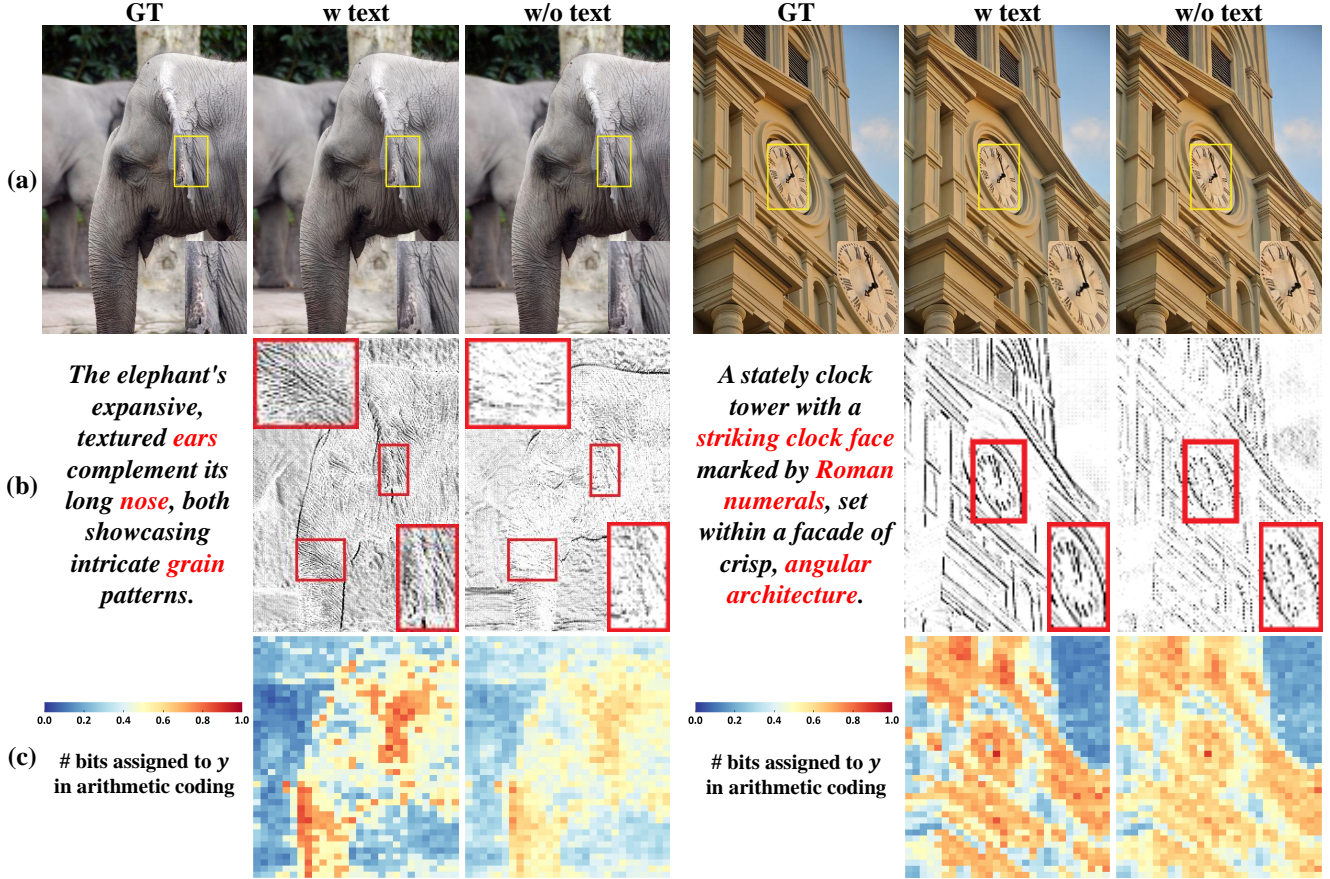 GT
w text
w/o text
GT
w text
w/o text
(a)
The elephant's
expansive,
textured ears
complement its
long nose, both
showcasing
intricate grain
patterns.
A stately clock
tower with a
striking clock face
marked by Roman
numerals, set
within a facade of
crisp, angular
architecture.
(b)
0.0 0.2 0.4 0.6 0.8 1.0
# bits assigned to y
in arithmetic coding
0.0 0.2 0.4 0.6 0.8 1.0
# bits assigned to y
in arithmetic coding
(c)